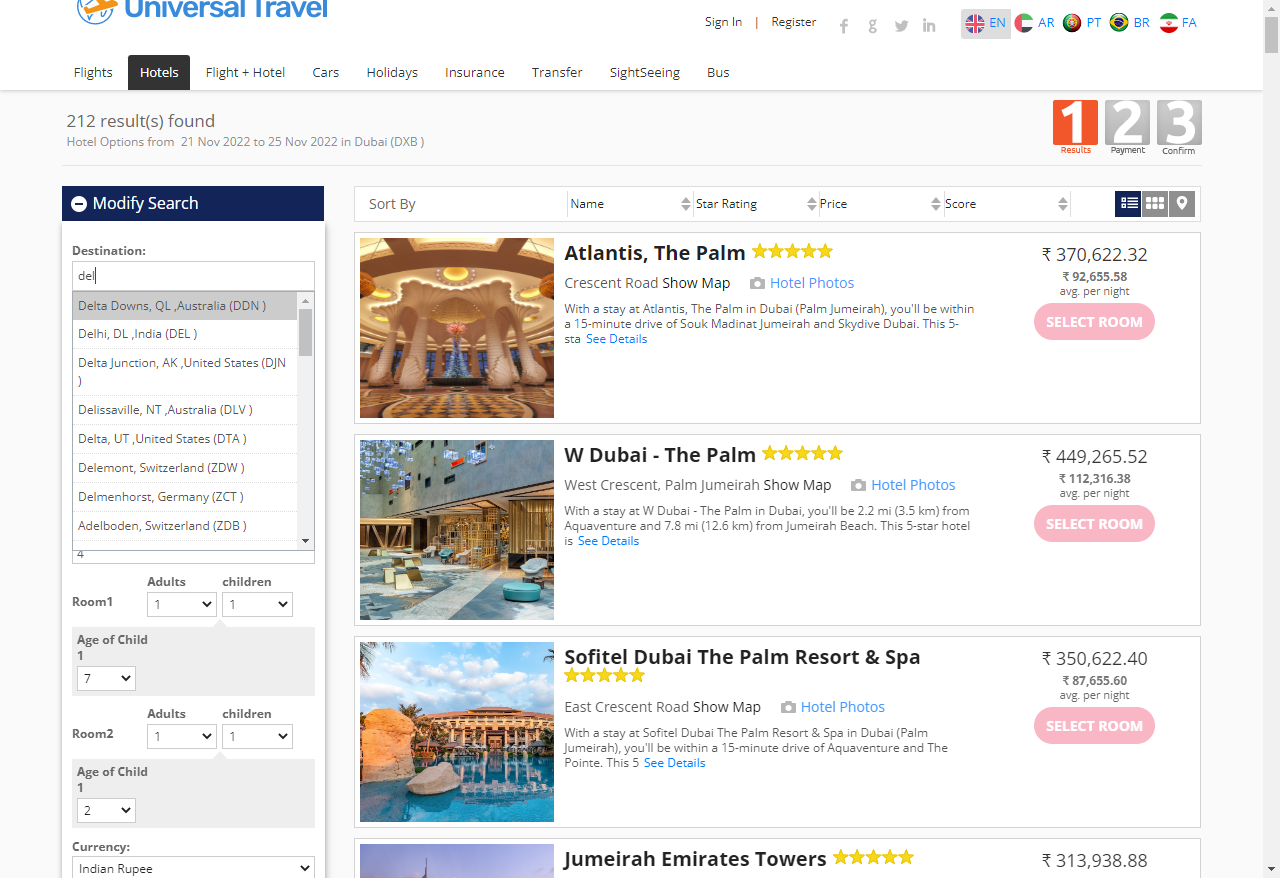 Universal Travel
Sign In | Register
EN AR PT BR FA
Flights Hotels Flight + Hotel Cars Holidays Insurance Transfer SightSeeing Bus
212 result(s) found
Hotel Options from 21 Nov 2022 to 25 Nov 2022 in Dubai (DXB )
1 2 3
Results Payment Confirm
Modify Search
Destination:
del
Delta Downs, QL ,Australia (DDN )
Delhi, DL ,India (DEL )
Delta Junction, AK ,United States (DJN
)
Delissaville, NT ,Australia (DLV )
Delta, UT ,United States (DTA )
Delemont, Switzerland (ZDW )
Delmenhorst, Germany (ZCT )
Adelboden, Switzerland (ZDB )
4
Adults children
Room1 1 1
Age of Child
1
7
Adults children
Room2 1 1
Age of Child
1
2
Currency:
Indian Rupee
Sort By Name Star Rating Price Score
Atlantis, The Palm
Crescent Road Show Map Hotel Photos
With a stay at Atlantis, The Palm in Dubai (Palm Jumeirah), you'll be within
a 15-minute drive of Souk Madinat Jumeirah and Skydive Dubai. This 5-
sta See Details
₹ 370,622.32
₹ 92,655.58
avg. per night
SELECT ROOM
W Dubai - The Palm
West Crescent, Palm Jumeirah Show Map Hotel Photos
With a stay at W Dubai - The Palm in Dubai, you'll be 2.2 mi (3.5 km) from
Aquaventure and 7.8 mi (12.6 km) from Jumeirah Beach. This 5-star hotel
is See Details
₹ 449,265.52
₹ 112,316.38
avg. per night
SELECT ROOM
Sofitel Dubai The Palm Resort & Spa
East Crescent Road Show Map Hotel Photos
With a stay at Sofitel Dubai The Palm Resort & Spa in Dubai (Palm
Jumeirah), you'll be within a 15-minute drive of Aquaventure and The
Pointe. This 5 See Details
₹ 350,622.40
₹ 87,655.60
avg. per night
SELECT ROOM
Jumeirah Emirates Towers
₹ 313,938.88